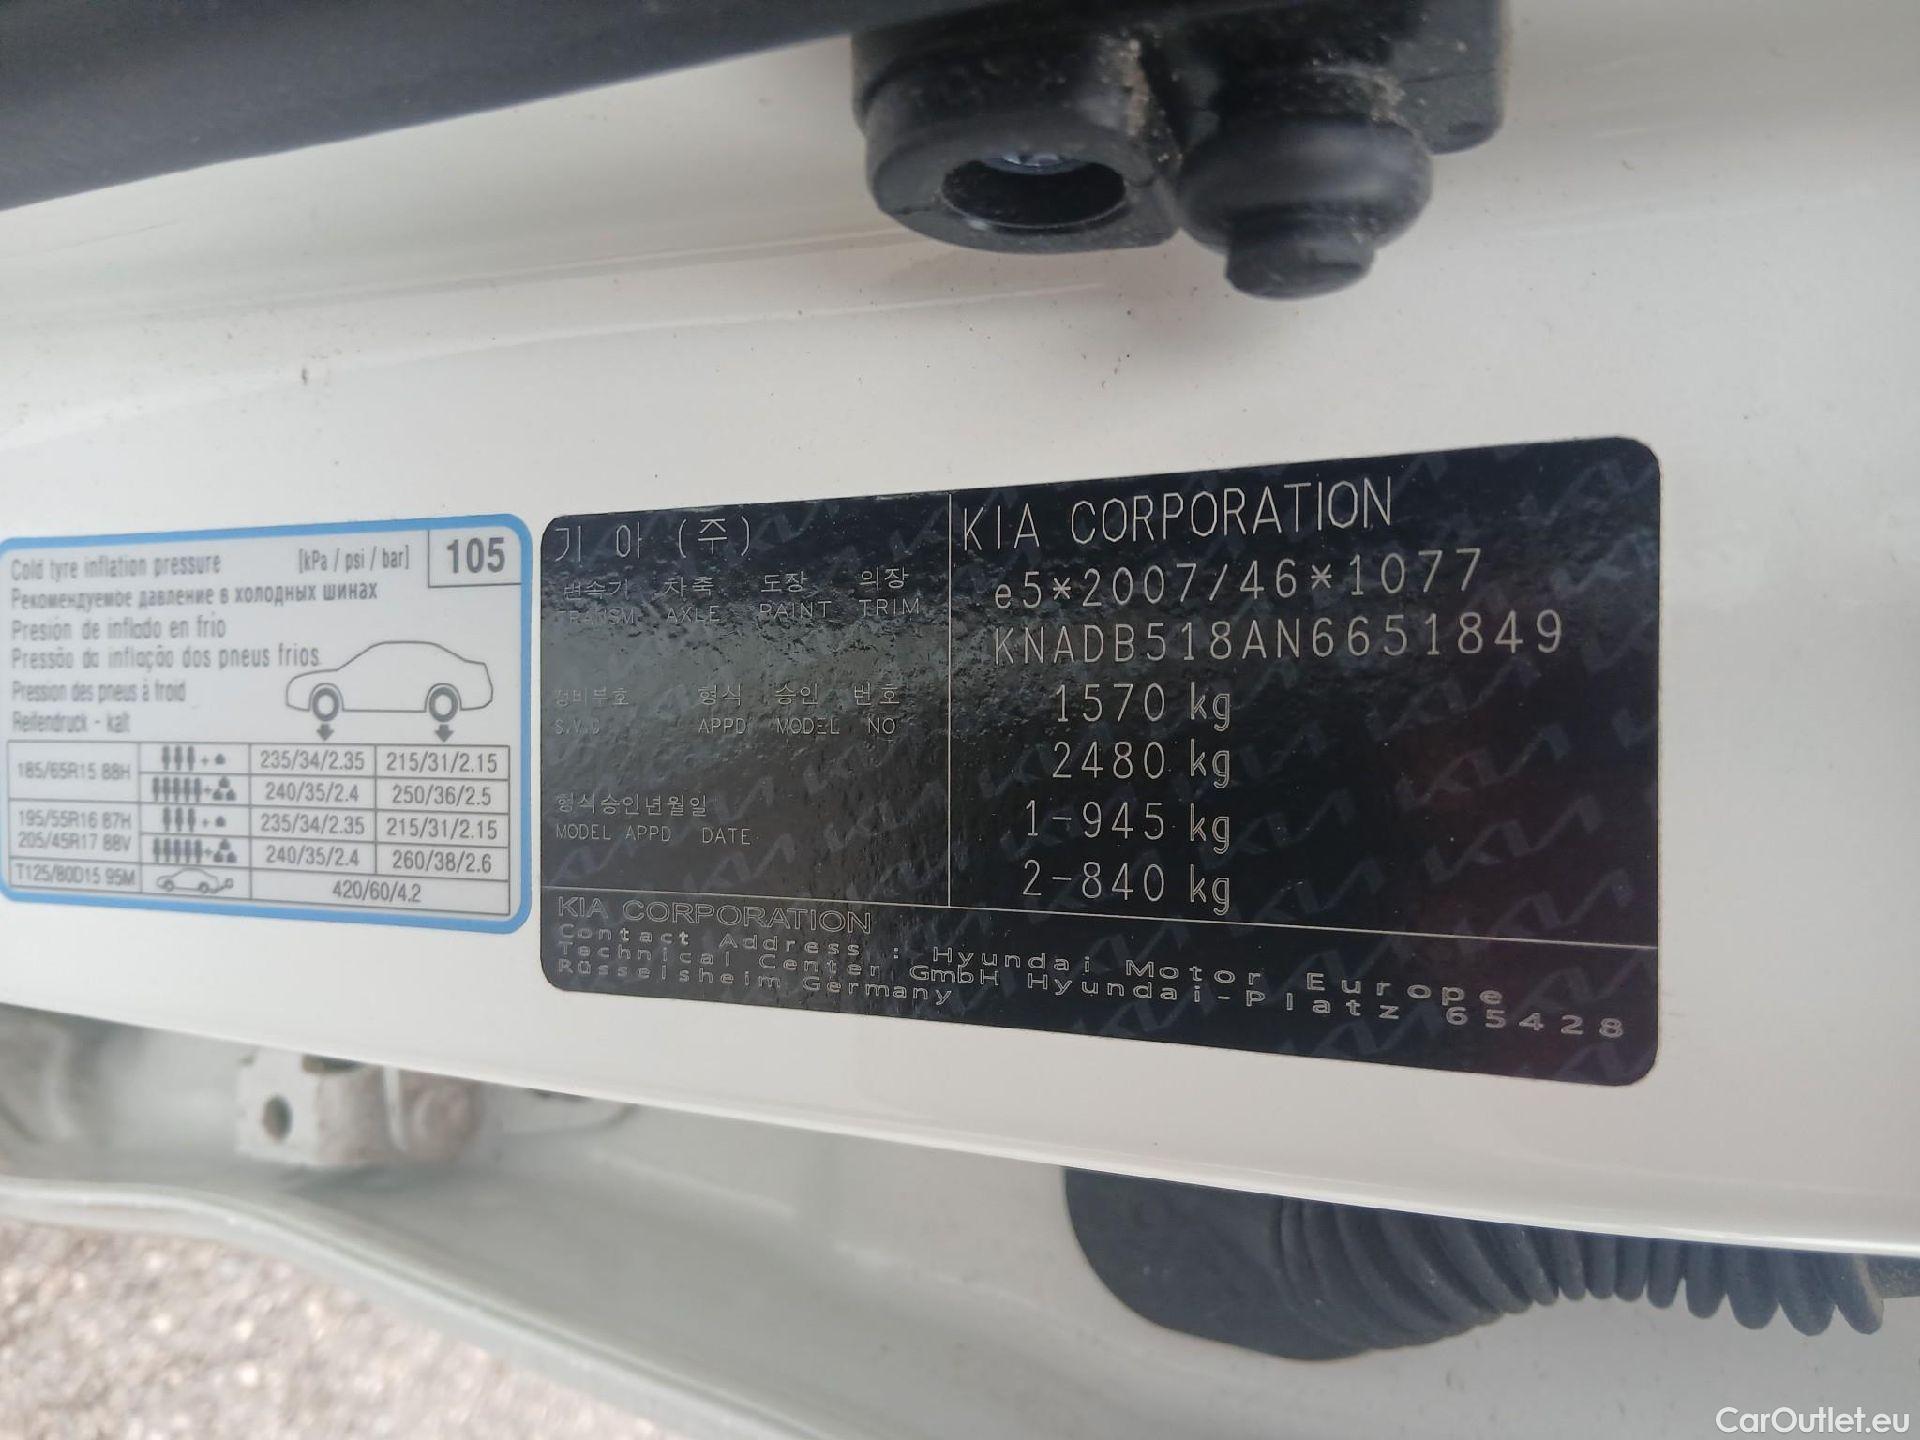 Cold tyre inflation pressure [kPa / psi / bar] 105
Рекомендуемое давление в холодных шинах
Presión de inflado en frio
Pressão da inflação dos pneus frios
Pression des pneus à froid
Reifendruck - kalt
185/65R15 88H 235/34/2.35 215/31/2.15
240/35/2.4 250/36/2.5
195/55R16 87H 235/34/2.35 215/31/2.15
205/45R17 88V 240/35/2.4 260/38/2.6
T125/80D15 95M 420/60/4.2
기아 (주) KIA CORPORATION
변속기 차축 도장 의장
TRANSM AXLE PAINT TRIM
e5*2007/46*1077
KNADB518AN6651849
정비부호 형식 승인 번호
S.V.C APPD MODEL NO
1570 kg
2480 kg
형식승인년월일
MODEL APPD DATE
1-945 kg
2-840 kg
KIA CORPORATION
Contact Address : Hyundai Motor Europe
Technical Center GmbH Hyundai-Platz 65428
Rüsselsheim Germany
CarOutlet.eu